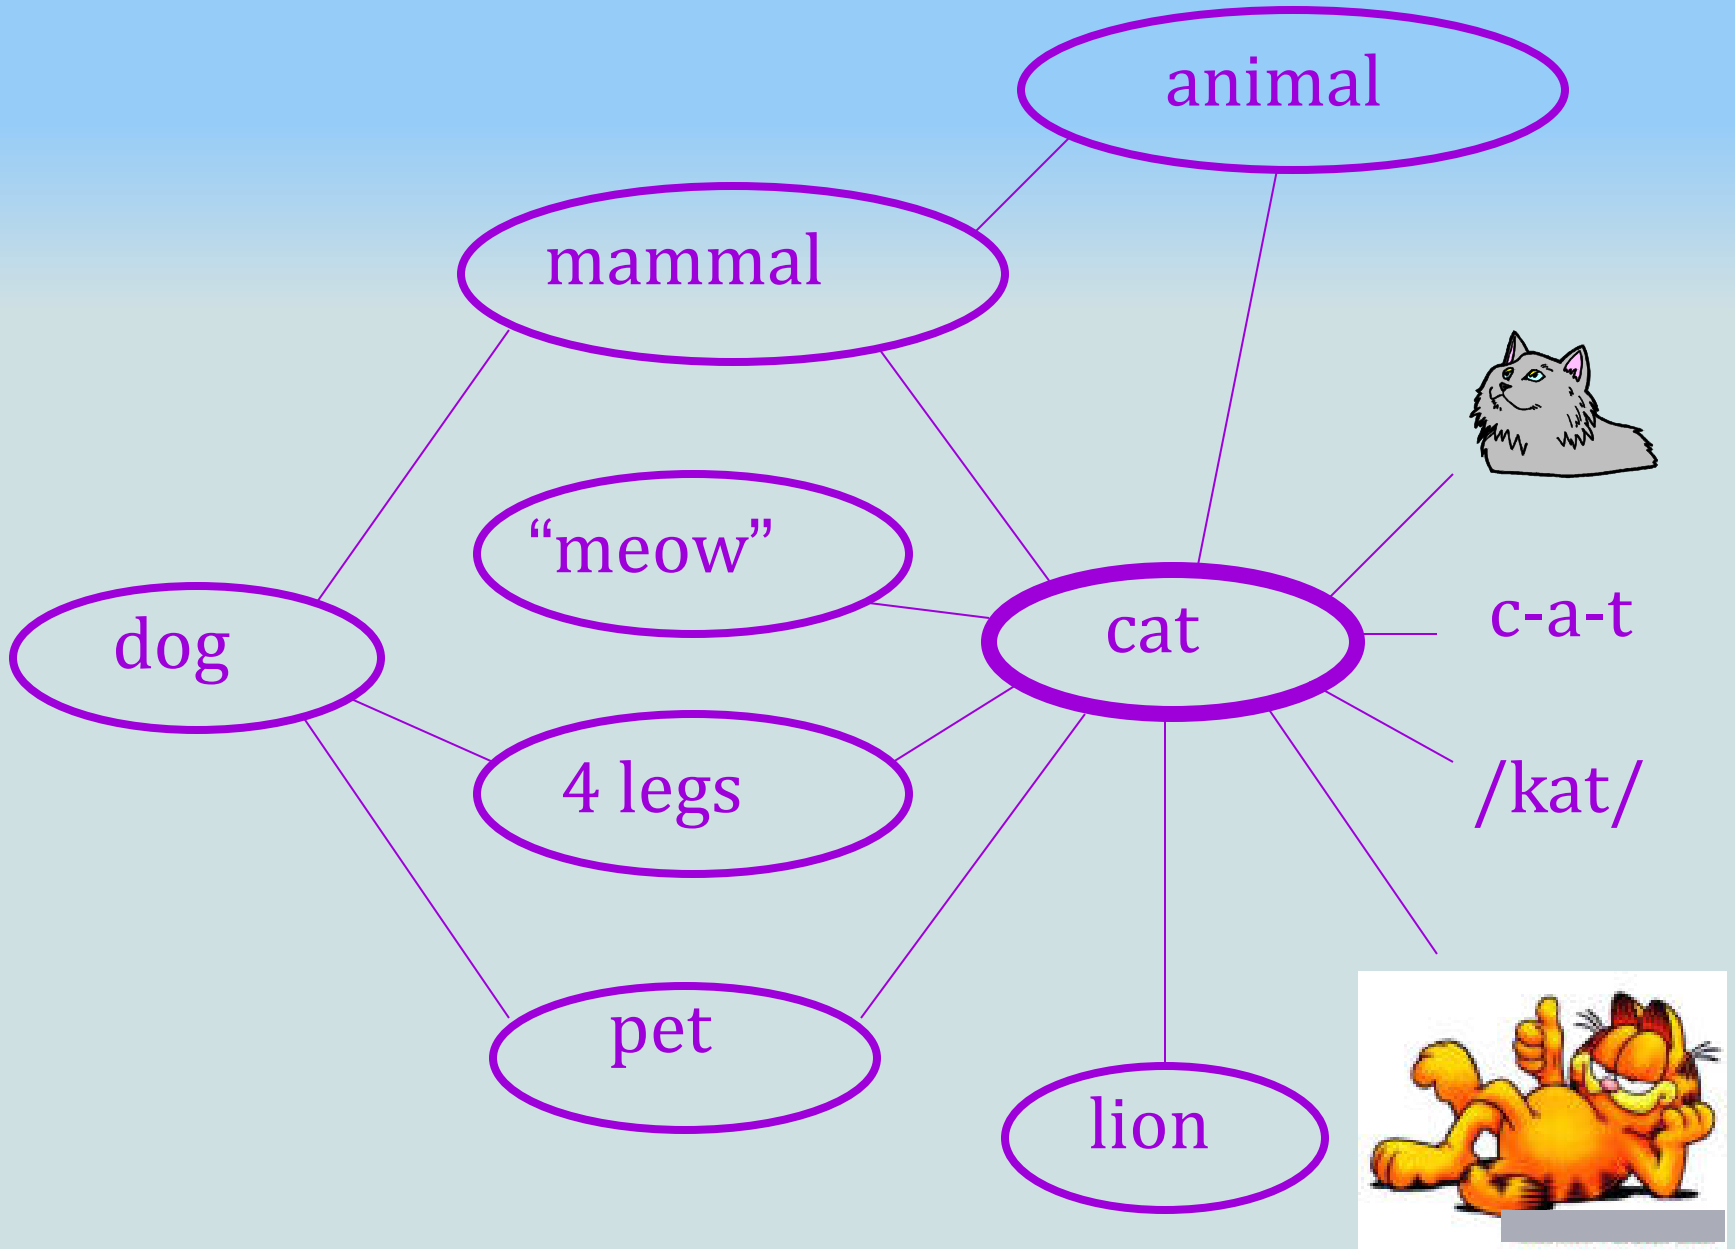 animal
mammal
“meow”
dog
cat
c-a-t
4 legs
/kat/
pet
lion